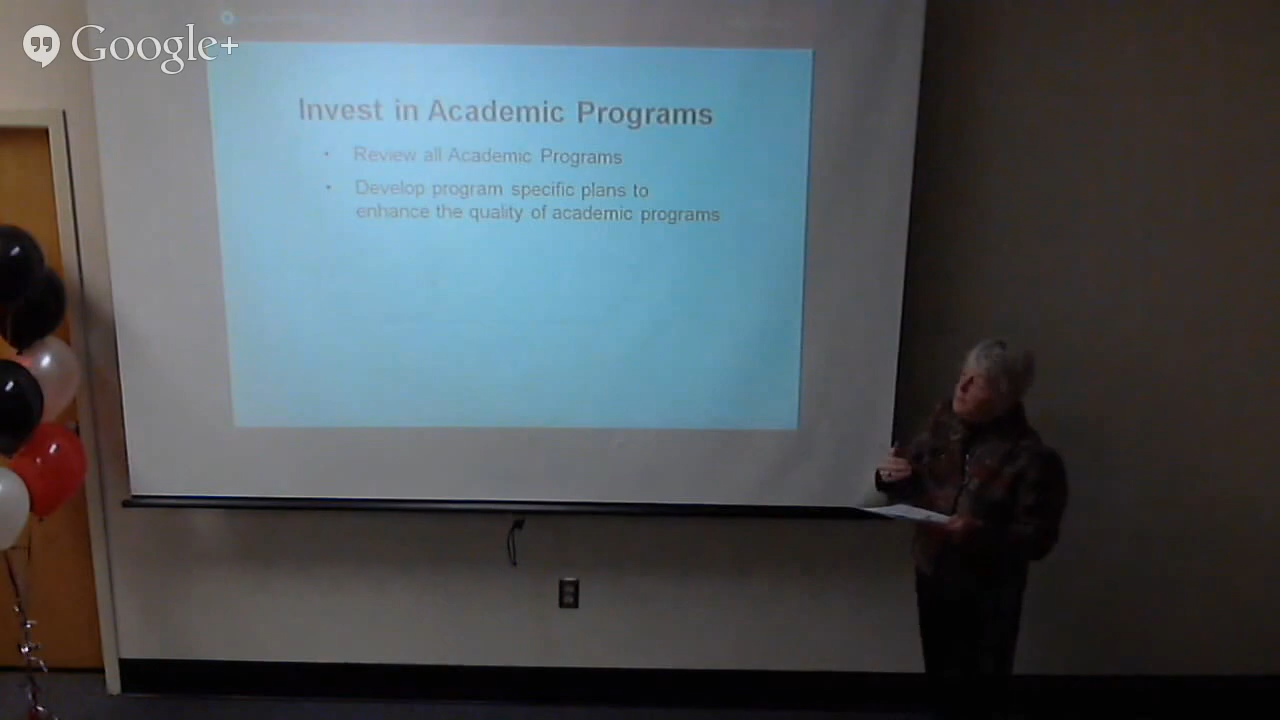 Google+
Invest in Academic Programs
• Review all Academic Programs
• Develop program specific plans to
enhance the quality of academic programs